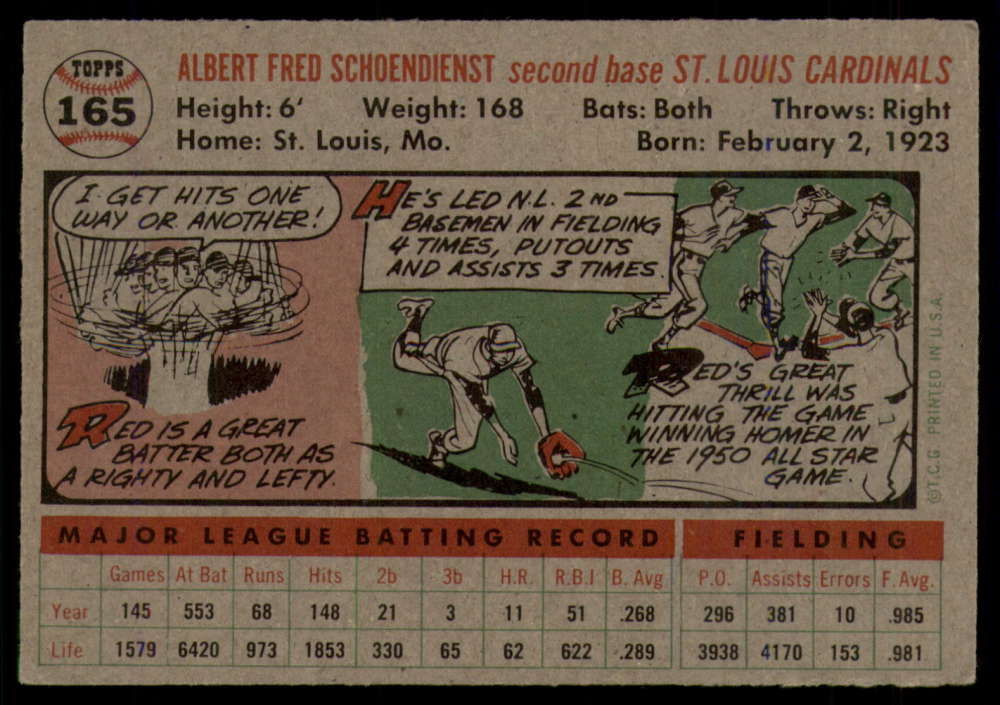 TOPPS
165
ALBERT FRED SCHOENDIENST second base ST. LOUIS CARDINALS
Height: 6' Weight: 168 Bats: Both Throws: Right
Home: St. Louis, Mo. Born: February 2, 1923
I GET HITS ONE
WAY OR ANOTHER!
RED IS A GREAT
BATTER BOTH AS
A RIGHTY AND LEFTY.
HE'S LED N.L. 2ND
BASEMEN IN FIELDING
4 TIMES, PUTOUTS
AND ASSISTS 3 TIMES.
RED'S GREAT
THRILL WAS
HITTING THE GAME
WINNING HOMER IN
THE 1950 ALL STAR
GAME.
©T.C.G. PRINTED IN U.S.A.
MAJOR LEAGUE BATTING RECORD FIELDING
Games At Bat Runs Hits 2b 3b H.R. R.B.I B. Avg P.O. Assists Errors F. Avg.
Year 145 553 68 148 21 3 11 51 .268 296 381 10 .985
Life 1579 6420 973 1853 330 65 62 622 .289 3938 4170 153 .981